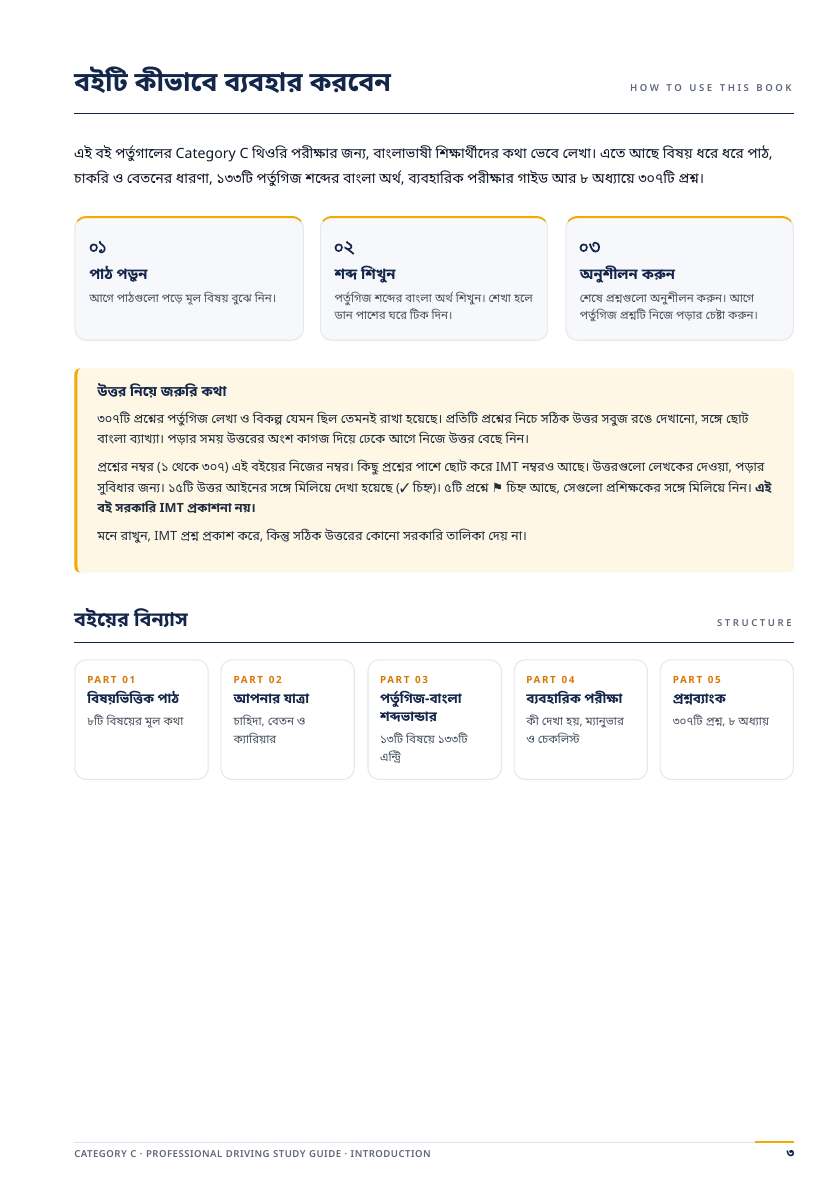 বইটি কীভাবে ব্যবহার করবেন
HOW TO USE THIS BOOK
এই বই পর্তুগালের Category C থিওরি পরীক্ষার জন্য, বাংলাভাষী শিক্ষার্থীদের কথা ভেবে লেখা। এতে আছে বিষয় ধরে ধরে পাঠ,
চাকরি ও বেতনের ধারণা, ১৩৩টি পর্তুগিজ শব্দের বাংলা অর্থ, ব্যবহারিক পরীক্ষার গাইড আর ৮ অধ্যায়ে ৩০৭টি প্রশ্ন।
০১
পাঠ পড়ুন
আগে পাঠগুলো পড়ে মূল বিষয় বুঝে নিন।
০২
শব্দ শিখুন
পর্তুগিজ শব্দের বাংলা অর্থ শিখুন। শেখা হলে
ডান পাশের ঘরে টিক দিন।
০৩
অনুশীলন করুন
শেষে প্রশ্নগুলো অনুশীলন করুন। আগে
পর্তুগিজ প্রশ্নটি নিজে পড়ার চেষ্টা করুন।
উত্তর নিয়ে জরুরি কথা
৩০৭টি প্রশ্নের পর্তুগিজ লেখা ও বিকল্প যেমন ছিল তেমনই রাখা হয়েছে। প্রতিটি প্রশ্নের নিচে সঠিক উত্তর সবুজ রঙে দেখানো, সঙ্গে ছোট
বাংলা ব্যাখ্যা। পড়ার সময় উত্তরের অংশ কাগজ দিয়ে ঢেকে আগে নিজে উত্তর বেছে নিন।
প্রশ্নের নম্বর (১ থেকে ৩০৭) এই বইয়ের নিজের নম্বর। কিছু প্রশ্নের পাশে ছোট করে IMT নম্বরও আছে। উত্তরগুলো লেখকের দেওয়া, পড়ার
সুবিধার জন্য। ১৫টি উত্তর আইনের সঙ্গে মিলিয়ে দেখা হয়েছে (✓ চিহ্ন)। ৫টি প্রশ্নে ⚑ চিহ্ন আছে, সেগুলো প্রশিক্ষকের সঙ্গে মিলিয়ে নিন। এই
বই সরকারি IMT প্রকাশনা নয়।
মনে রাখুন, IMT প্রশ্ন প্রকাশ করে, কিন্তু সঠিক উত্তরের কোনো সরকারি তালিকা দেয় না।
বইয়ের বিন্যাস
STRUCTURE
PART 01
বিষয়ভিত্তিক পাঠ
৮টি বিষয়ের মূল কথা
PART 02
আপনার যাত্রা
চাহিদা, বেতন ও
ক্যারিয়ার
PART 03
পর্তুগিজ-বাংলা
শব্দভান্ডার
১৩টি বিষয়ে ১৩৩টি
এন্ট্রি
PART 04
ব্যবহারিক পরীক্ষা
কী দেখা হয়, ম্যানুভার
ও চেকলিস্ট
PART 05
প্রশ্নব্যাংক
৩০৭টি প্রশ্ন, ৮ অধ্যায়
CATEGORY C · PROFESSIONAL DRIVING STUDY GUIDE · INTRODUCTION
৩